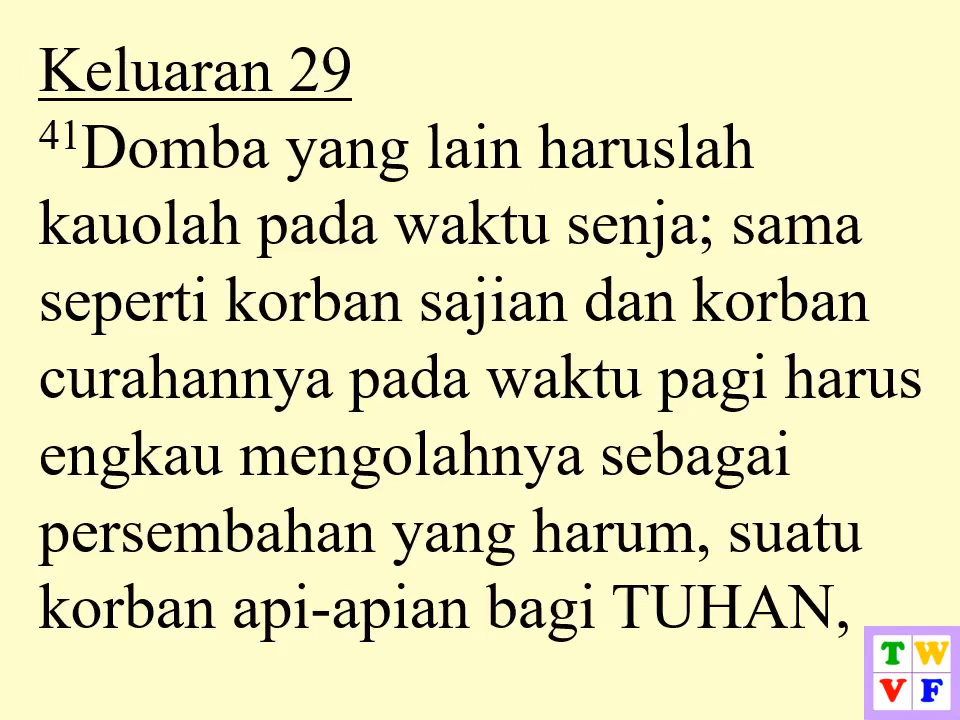 Keluaran 29
41Domba yang lain haruslah
kauolah pada waktu senja; sama
seperti korban sajian dan korban
curahannya pada waktu pagi harus
engkau mengolahnya sebagai
persembahan yang harum, suatu
korban api-apian bagi TUHAN,
T W
V F